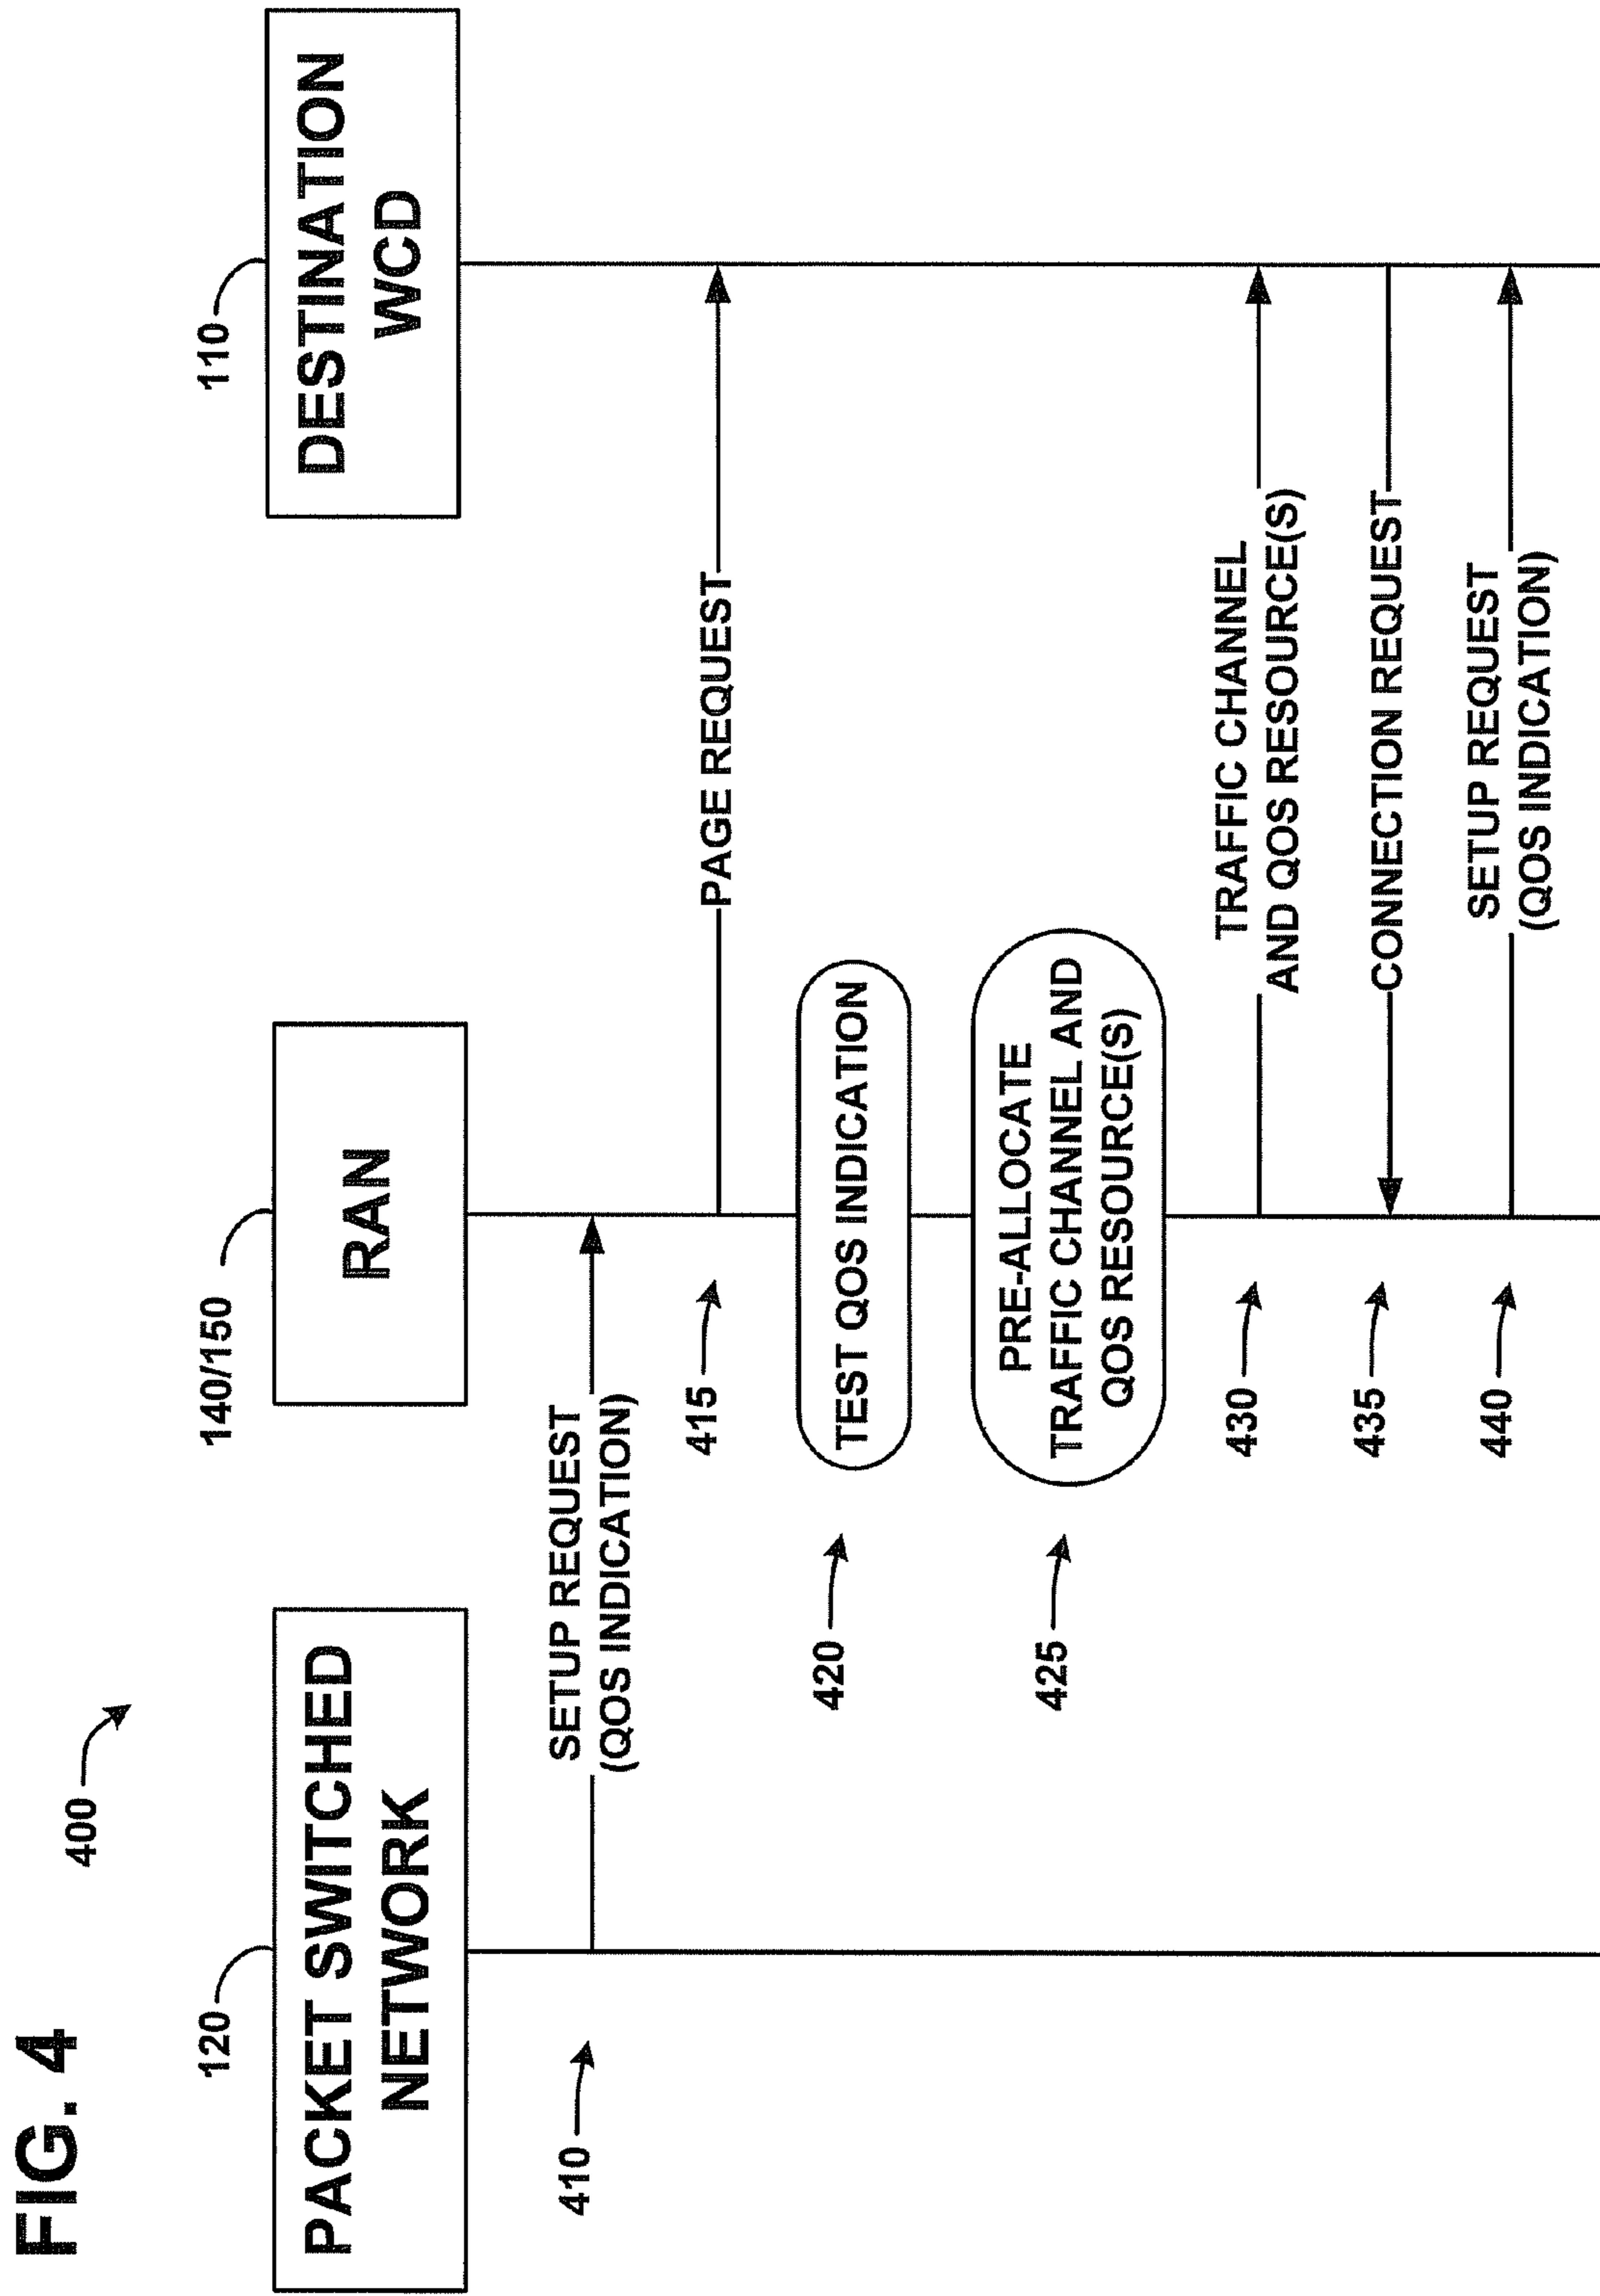 FIG. 4
400
120
140/150
110
PACKET SWITCHED
NETWORK
RAN
DESTINATION
WCD
410
SETUP REQUEST
(QOS INDICATION)
415
PAGE REQUEST
420
TEST QOS INDICATION
425
PRE-ALLOCATE
TRAFFIC CHANNEL AND
QOS RESOURCE(S)
430
TRAFFIC CHANNEL
AND QOS RESOURCE(S)
435
CONNECTION REQUEST
440
SETUP REQUEST
(QOS INDICATION)